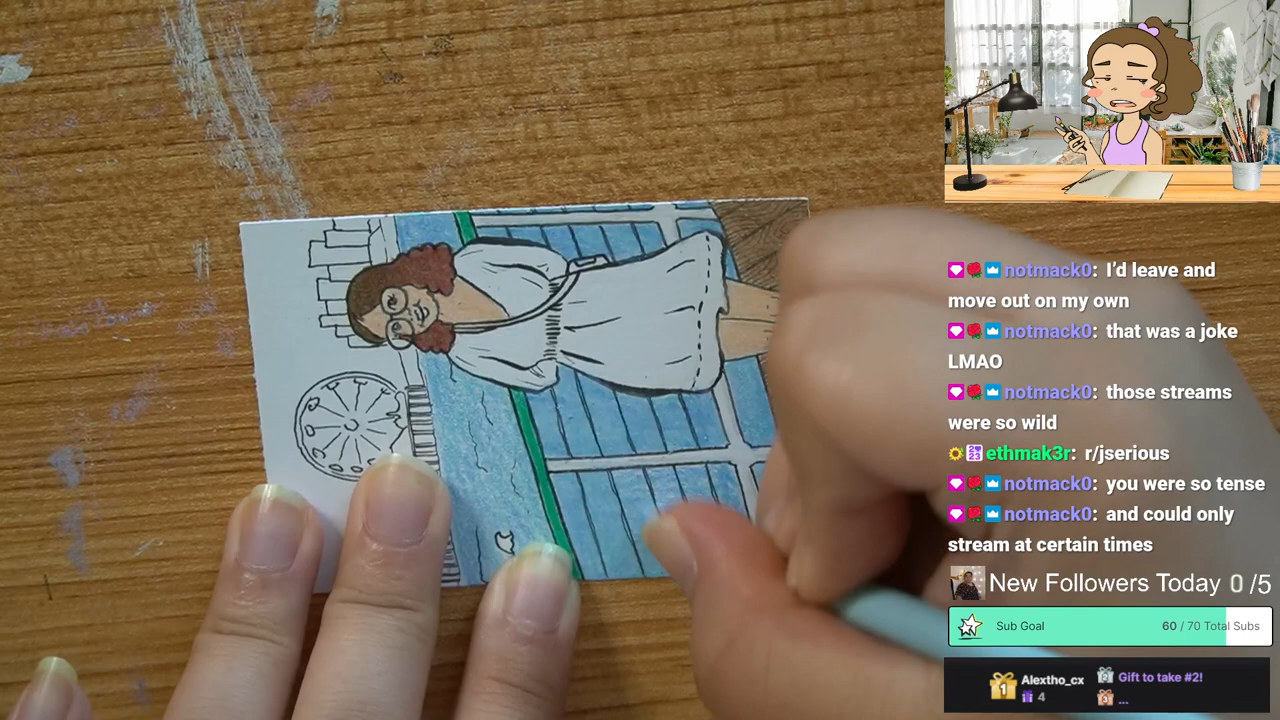 notmack0: I'd leave and
move out on my own
notmack0: that was a joke
LMAO
notmack0: those streams
were so wild
ethmak3r: r/jserious
notmack0: you were so tense
notmack0: and could only
stream at certain times
New Followers Today 0 /5
Sub Goal 60 / 70 Total Subs
1 Alextho_cx 4
Gift to take #2!
...